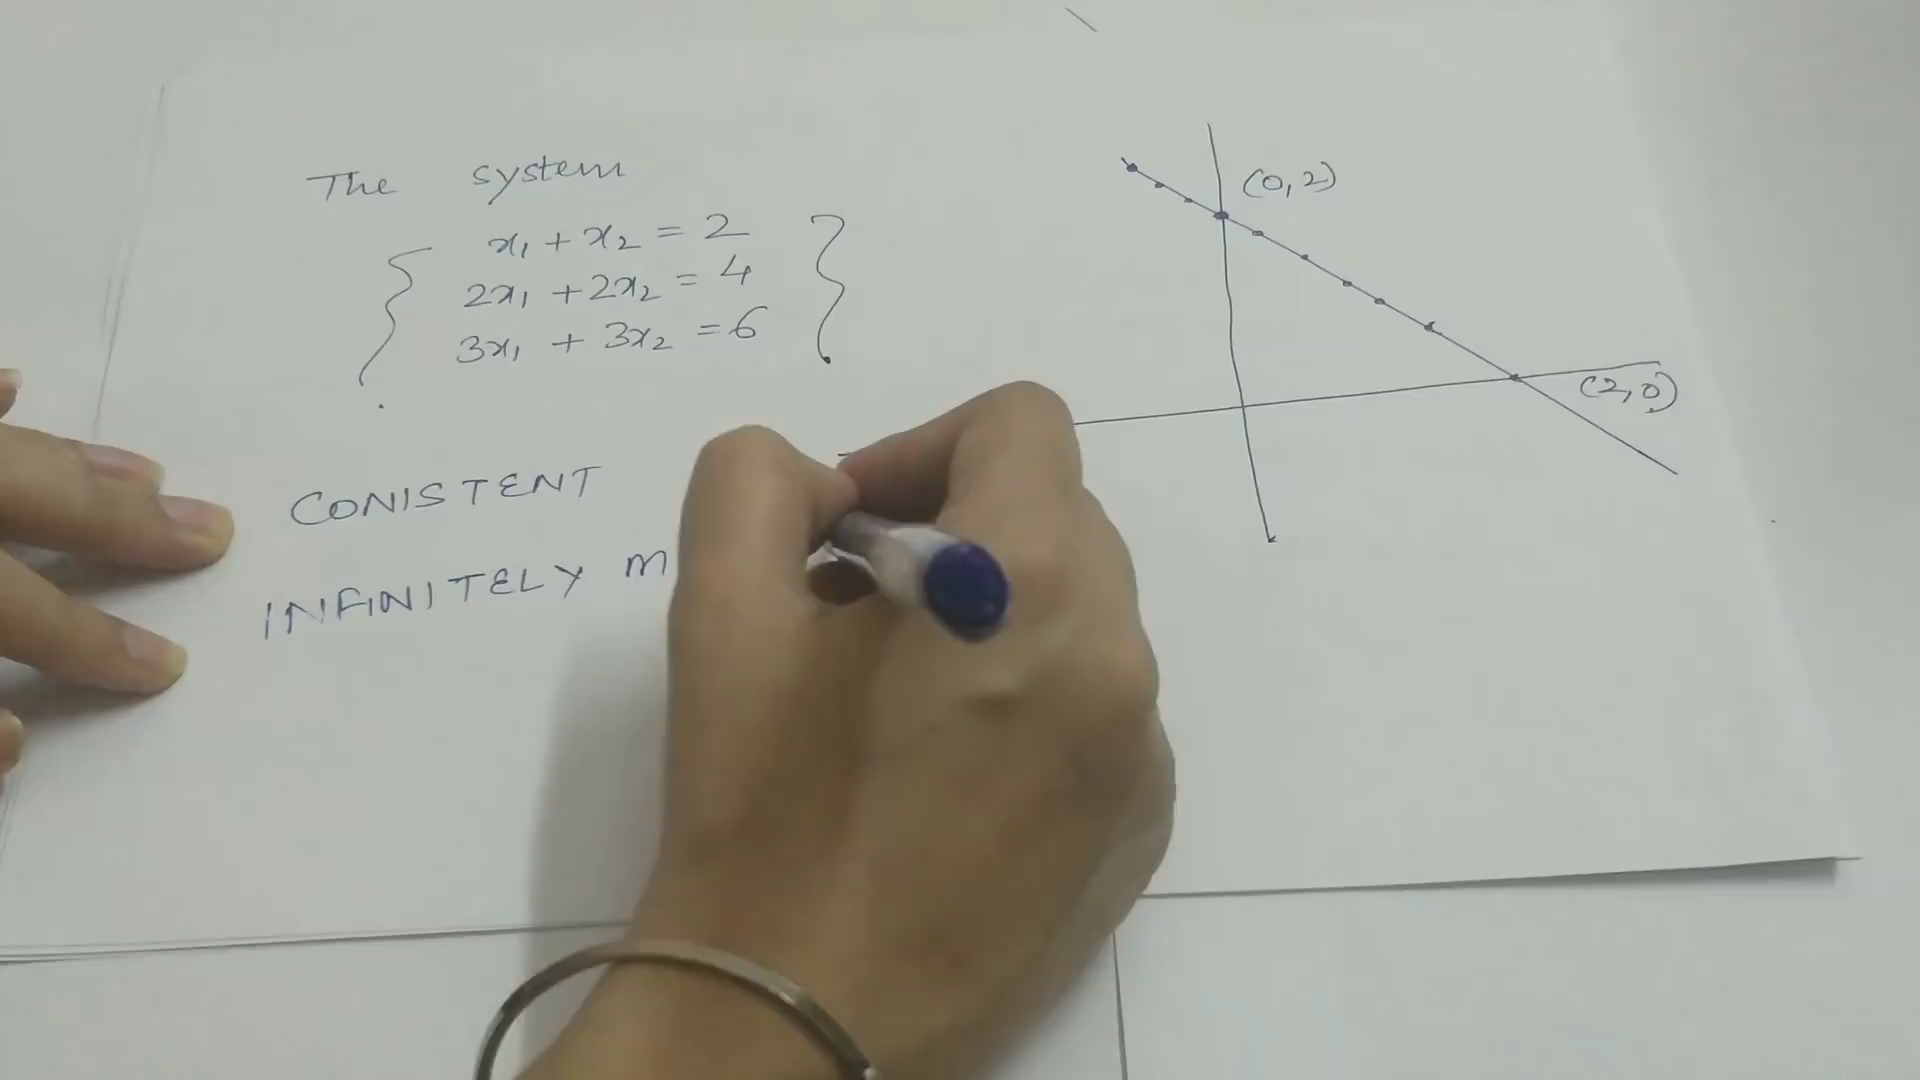 The system
x₁ + x₂ = 2
2x₁ + 2x₂ = 4
3x₁ + 3x₂ = 6
CONISTENT
INFINITELY M
(0,2)
(2,0)